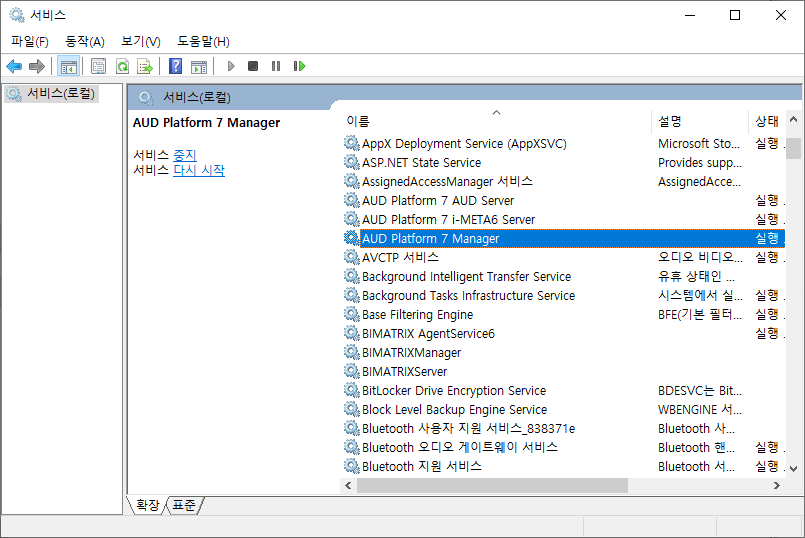 서비스
파일(F) 동작(A) 보기(V) 도움말(H)
서비스(로컬)
서비스(로컬)
AUD Platform 7 Manager
서비스 중지
서비스 다시 시작
이름 설명 상태
AppX Deployment Service (AppXSVC) Microsoft Sto... 실행 .
ASP.NET State Service Provides supp...
AssignedAccessManager 서비스 AssignedAcce...
AUD Platform 7 AUD Server 실행 .
AUD Platform 7 i-META6 Server 실행 .
AUD Platform 7 Manager 실행 .
AVCTP 서비스 오디오 비디오... 실행 .
Background Intelligent Transfer Service 유휴 상태인 ...
Background Tasks Infrastructure Service 시스템에서 실... 실행 .
Base Filtering Engine BFE(기본 필터... 실행 .
BIMATRIX AgentService6 실행 .
BIMATRIXManager
BIMATRIXServer
BitLocker Drive Encryption Service BDESVC는 Bit...
Block Level Backup Engine Service WBENGINE 서...
Bluetooth 사용자 지원 서비스_838371e Bluetooth 사...
Bluetooth 오디오 게이트웨이 서비스 Bluetooth 핸... 실행 .
Bluetooth 지원 서비스 Bluetooth 서... 실행 .
확장 표준